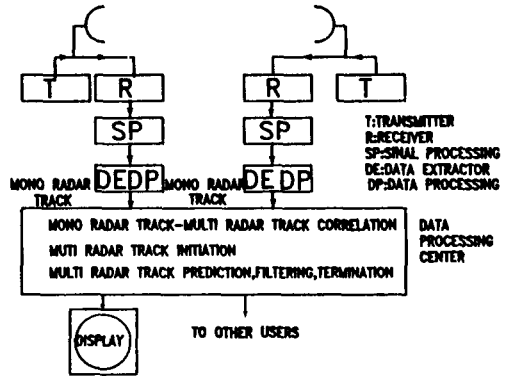 T
R
R
T
SP
SP
T:TRANSMITTER
R:RECEIVER
SP:SINAL PROCESSING
DE:DATA EXTRACTOR
DP:DATA PROCESSING
DEDP
DE DP
MONO RADAR
TRACK
MONO RADAR
TRACK
MONO RADAR TRACK-MULTI RADAR TRACK CORRELATION
MUTI RADAR TRACK INITIATION
MULTI RADAR TRACK PREDICTION,FILTERING,TERMINATION
DATA
PROCESSING
CENTER
DISPLAY
TO OTHER USERS